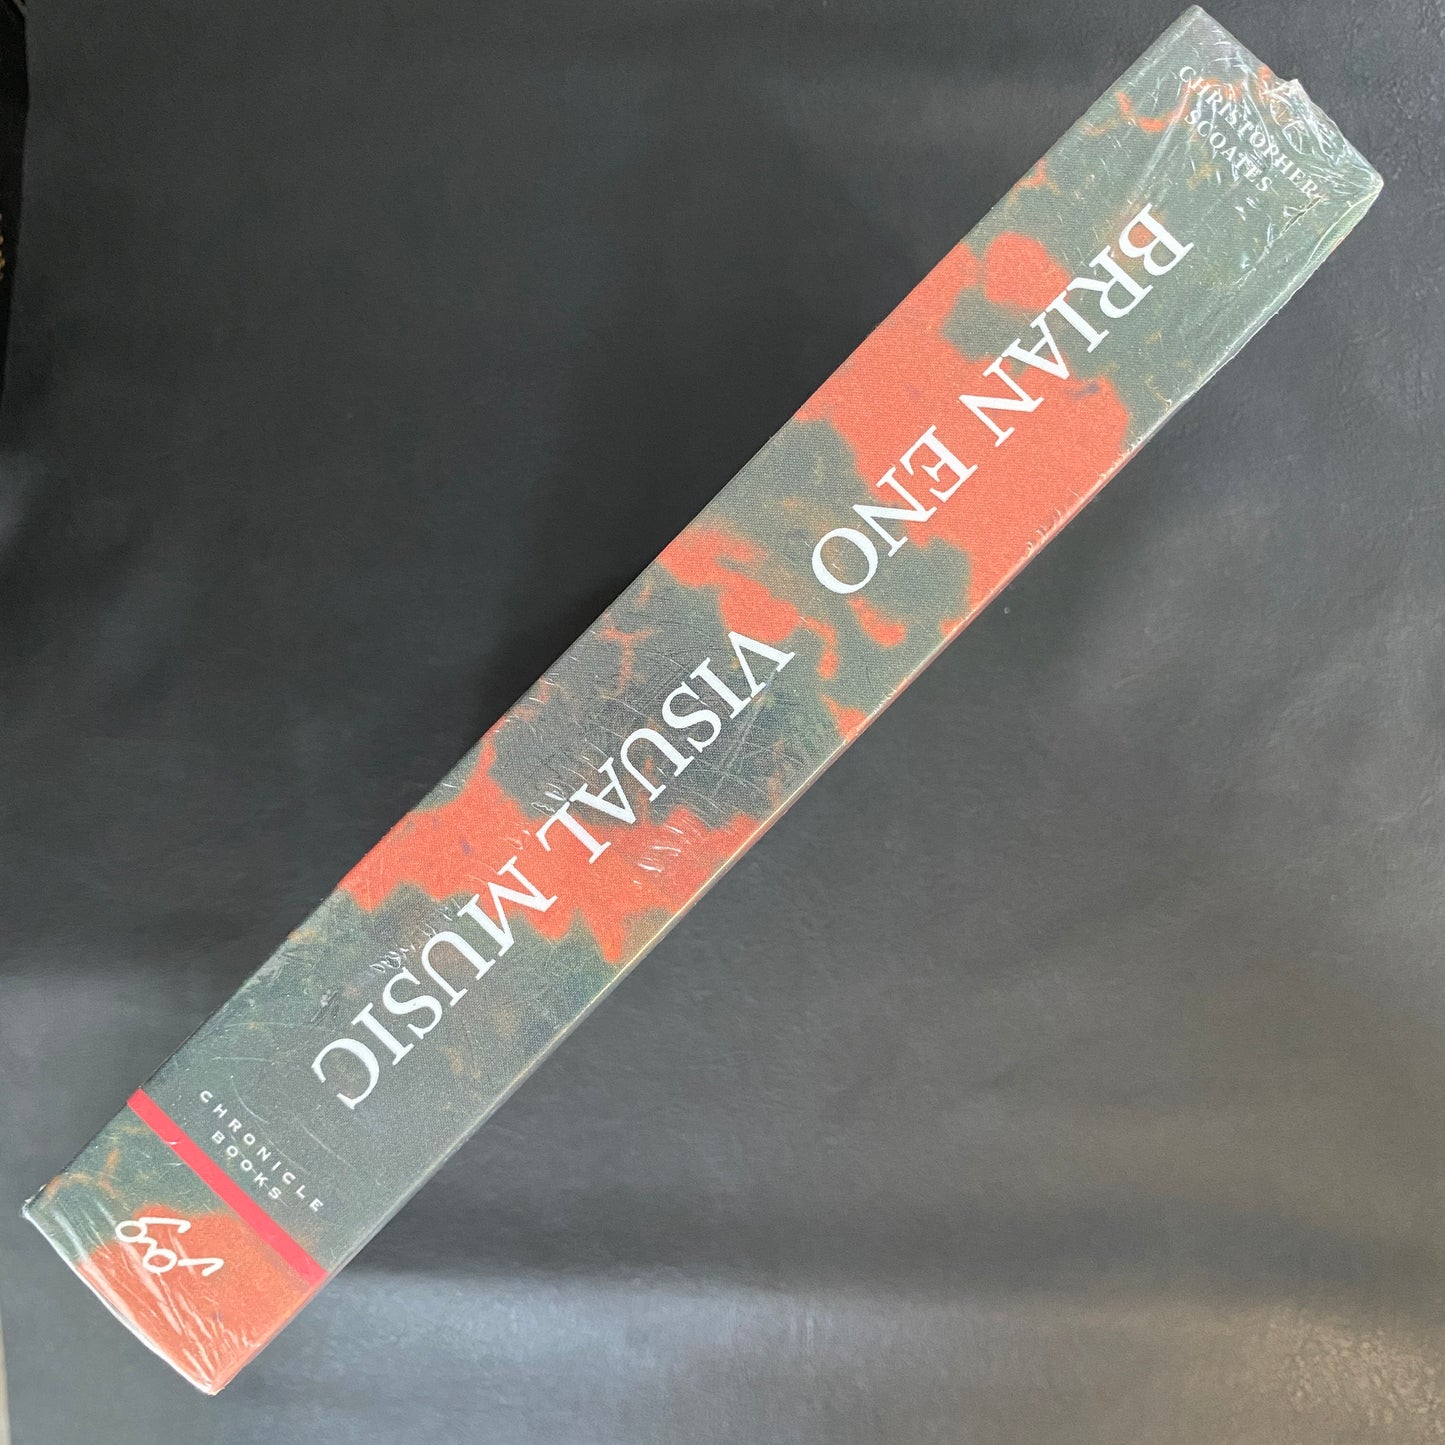 CHRISTOPHER
SCOATES
BRIAN ENO
VISUAL MUSIC
CHRONICLE
BOOKS